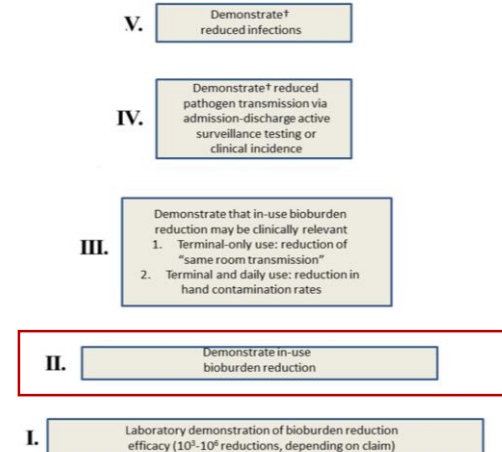 V.
Demonstrate†
reduced infections
IV.
Demonstrate† reduced
pathogen transmission via
admission-discharge active
surveillance testing or
clinical incidence
III.
Demonstrate that in-use bioburden
reduction may be clinically relevant
1. Terminal-only use: reduction of
“same room transmission”
2. Terminal and daily use: reduction in
hand contamination rates
II.
Demonstrate in-use
bioburden reduction
I.
Laboratory demonstration of bioburden reduction
efficacy (10³-10⁶ reductions, depending on claim)